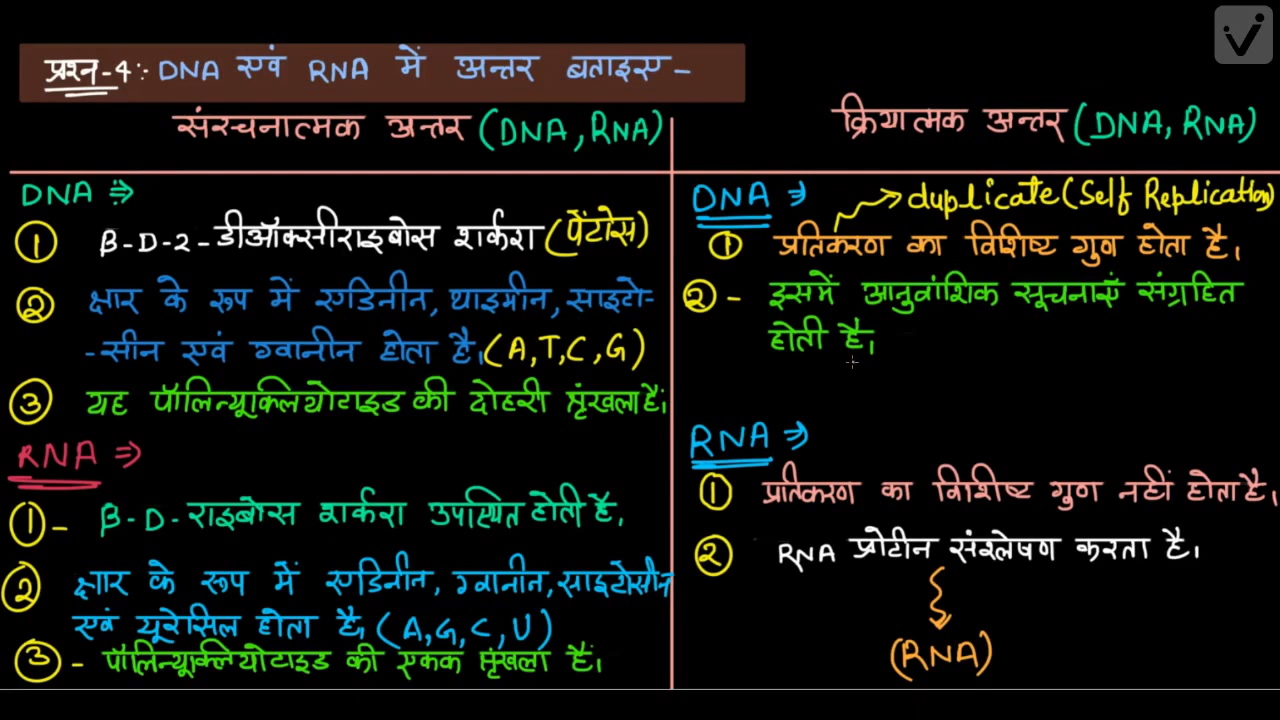 प्रश्न-4:- DNA एवं RNA में अन्तर बताइए -
संरचनात्मक अन्तर (DNA, RNA)
DNA ⇒
① β-D-2-डीऑक्सीराइबोस शर्करा (पेंटोस)
② क्षार के रूप में एडिनीन, थाइमीन, साइटो-
-सीन एवं ग्वानीन होता है। (A,T,C,G)
③ यह पॉलिन्यूक्लियोटाइड की दोहरी शृंखला है।
RNA ⇒
①- β-D-राइबोस शर्करा उपस्थित होती है।
② क्षार के रूप में एडिनीन, ग्वानीन, साइटोसीन
एवं यूरेसिल होता है। (A,G,C,U)
③ - पॉलिन्यूक्लियोटाइड की एकक शृंखला है।
क्रियात्मक अन्तर (DNA, RNA)
DNA ⇒
duplicate (Self Replication)
① प्रतिकरण का विशिष्ट गुण होता है।
② - इसमें आनुवांशिक सूचनाएँ संग्रहित
होती है।
RNA ⇒
① प्रतिकरण का विशिष्ट गुण नहीं होता है।
② RNA प्रोटीन संश्लेषण करता है।
(RNA)